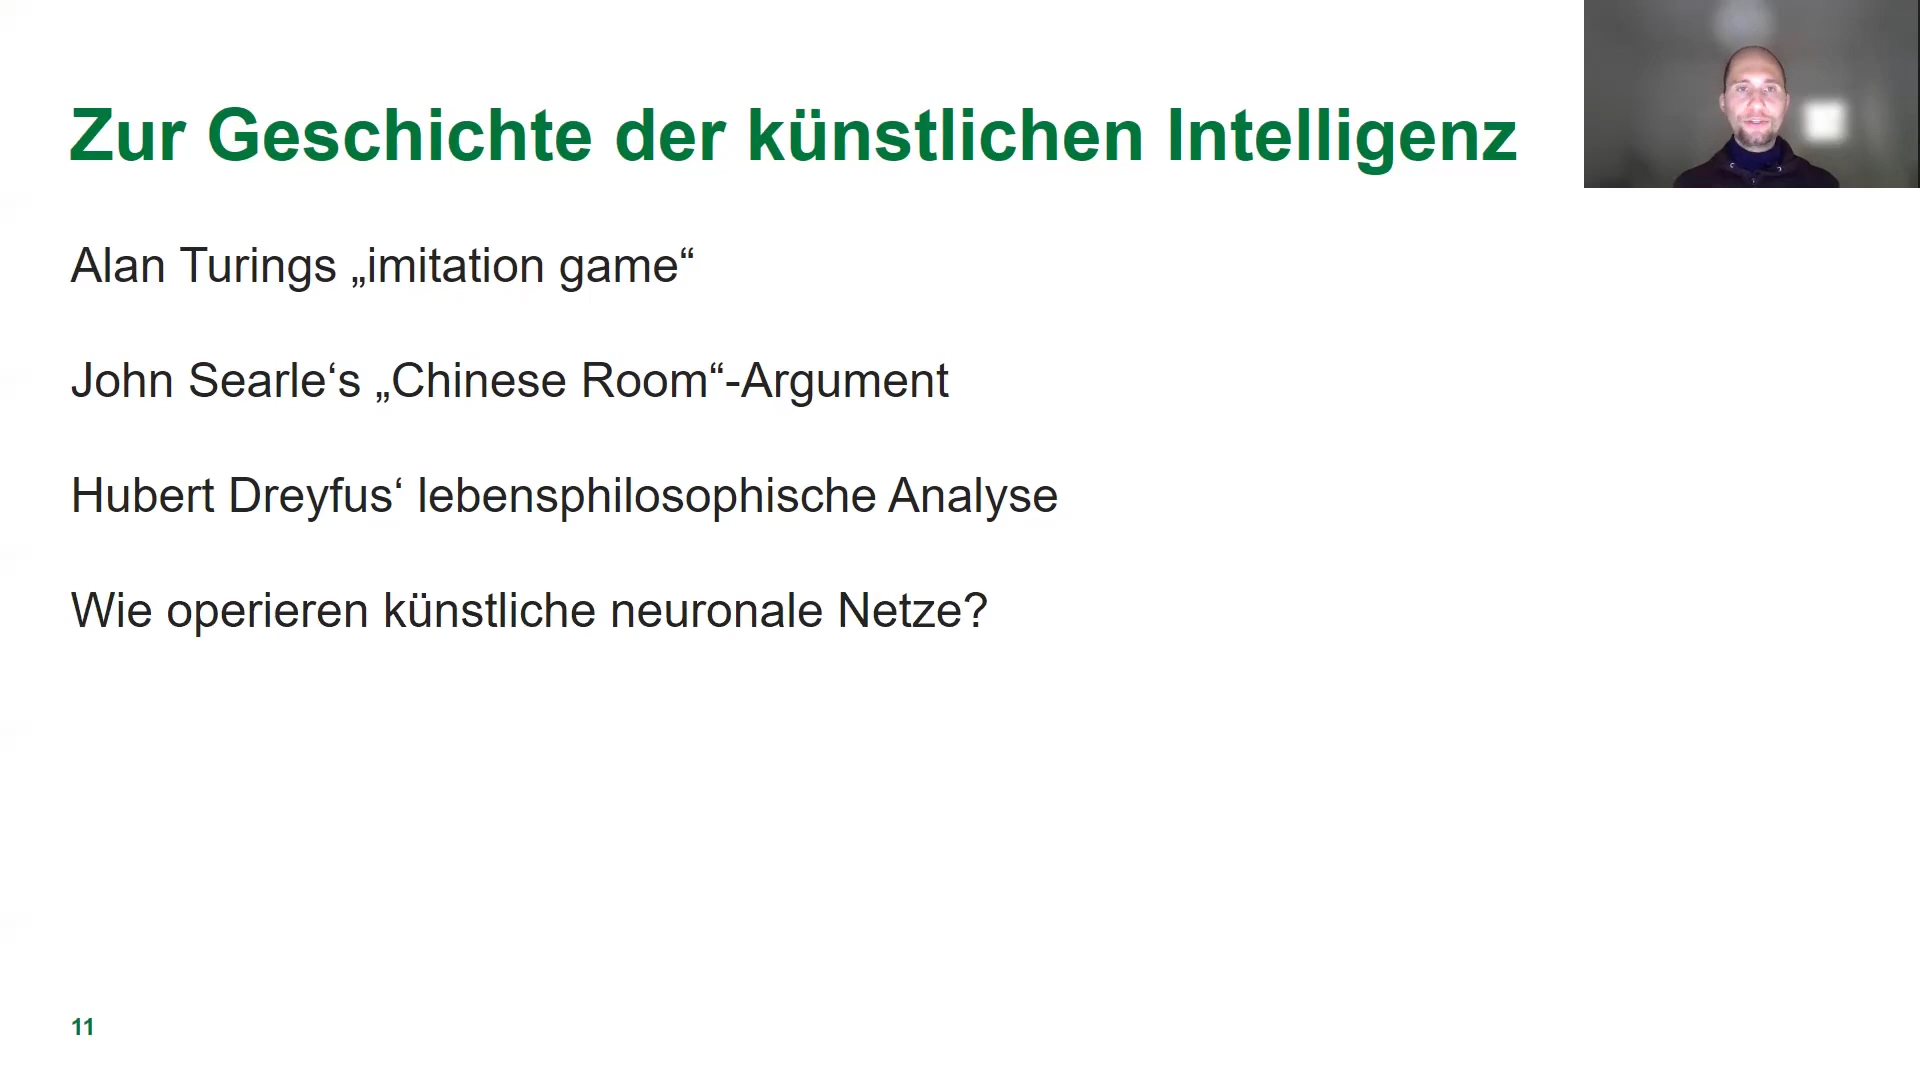 Zur Geschichte der künstlichen Intelligenz
Alan Turings „imitation game“
John Searle‘s „Chinese Room“-Argument
Hubert Dreyfus‘ lebensphilosophische Analyse
Wie operieren künstliche neuronale Netze?
11